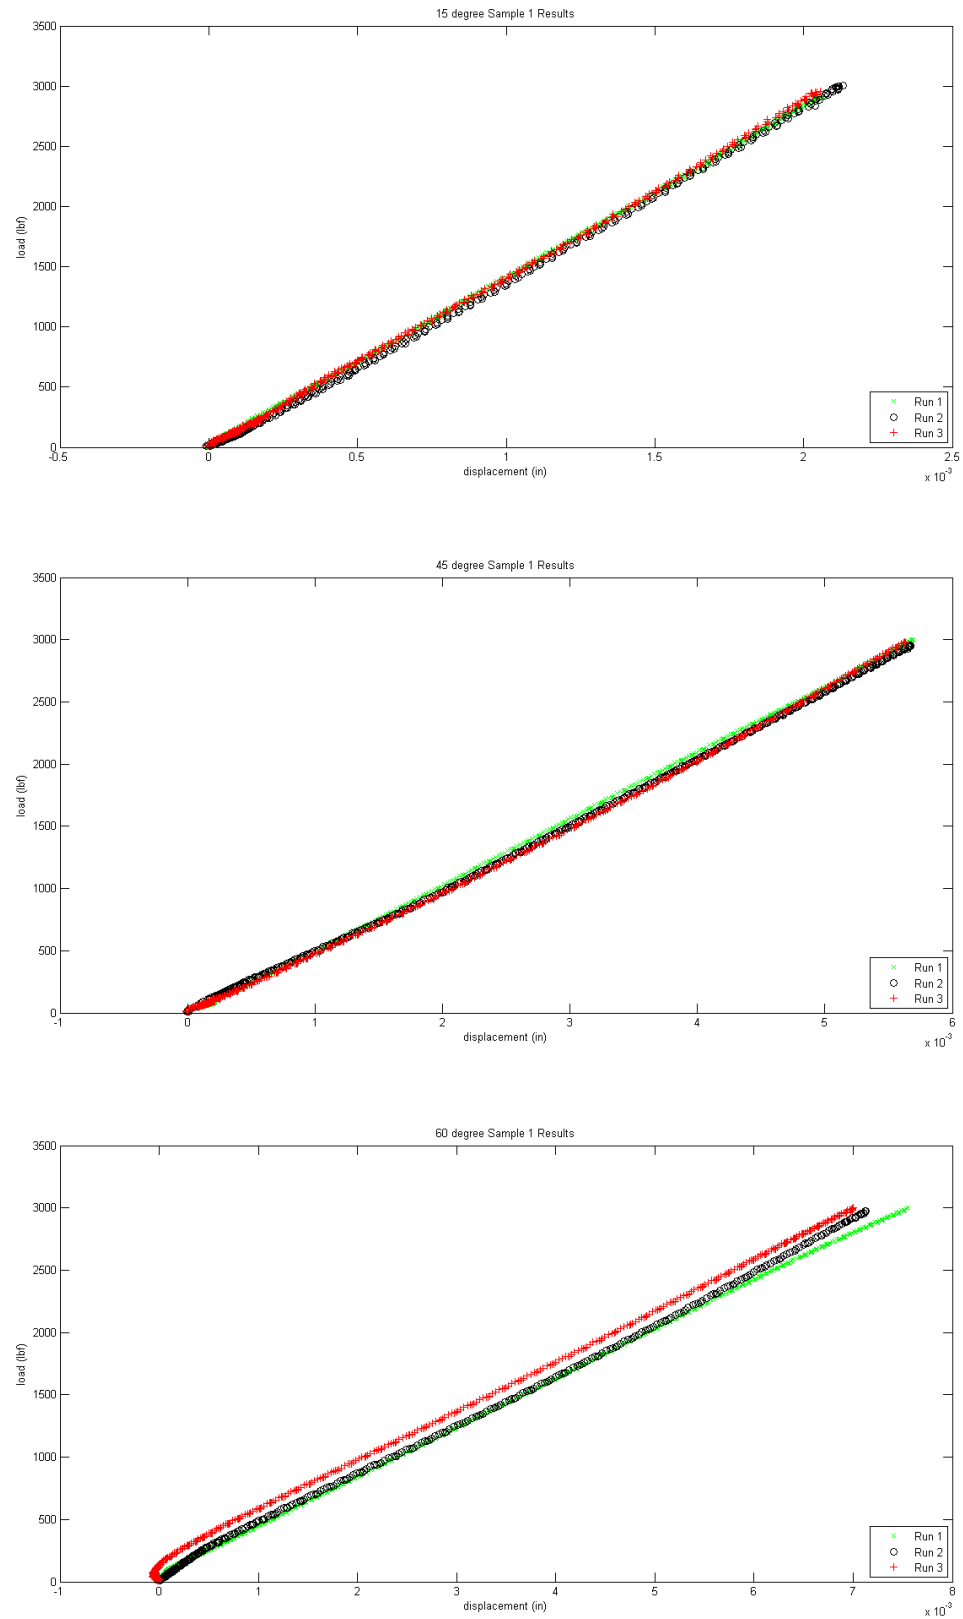 15 degree Sample 1 Results
3500
3000
2500
2000
1500
1000
500
0
load (lbf)
-0.5 0 0.5 1 1.5 2 2.5
displacement (in)
x 10^-3
Run 1
Run 2
Run 3
45 degree Sample 1 Results
3500
3000
2500
2000
1500
1000
500
0
load (lbf)
-1 0 1 2 3 4 5 6
displacement (in)
x 10^-3
Run 1
Run 2
Run 3
60 degree Sample 1 Results
3500
3000
2500
2000
1500
1000
500
0
load (lbf)
-1 0 1 2 3 4 5 6 7 8
displacement (in)
x 10^-3
Run 1
Run 2
Run 3